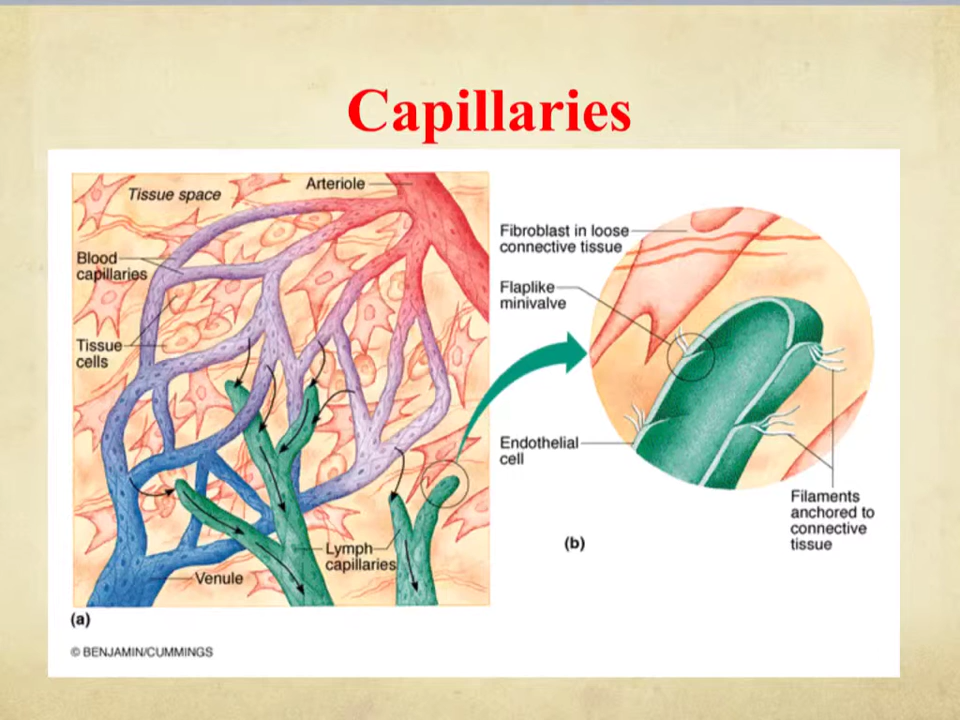 Capillaries
Tissue space
Arteriole
Blood
capillaries
Tissue
cells
Lymph
capillaries
Venule
(a)
Fibroblast in loose
connective tissue
Flaplike
minivalve
Endothelial
cell
Filaments
anchored to
connective
tissue
(b)
© BENJAMIN/CUMMINGS